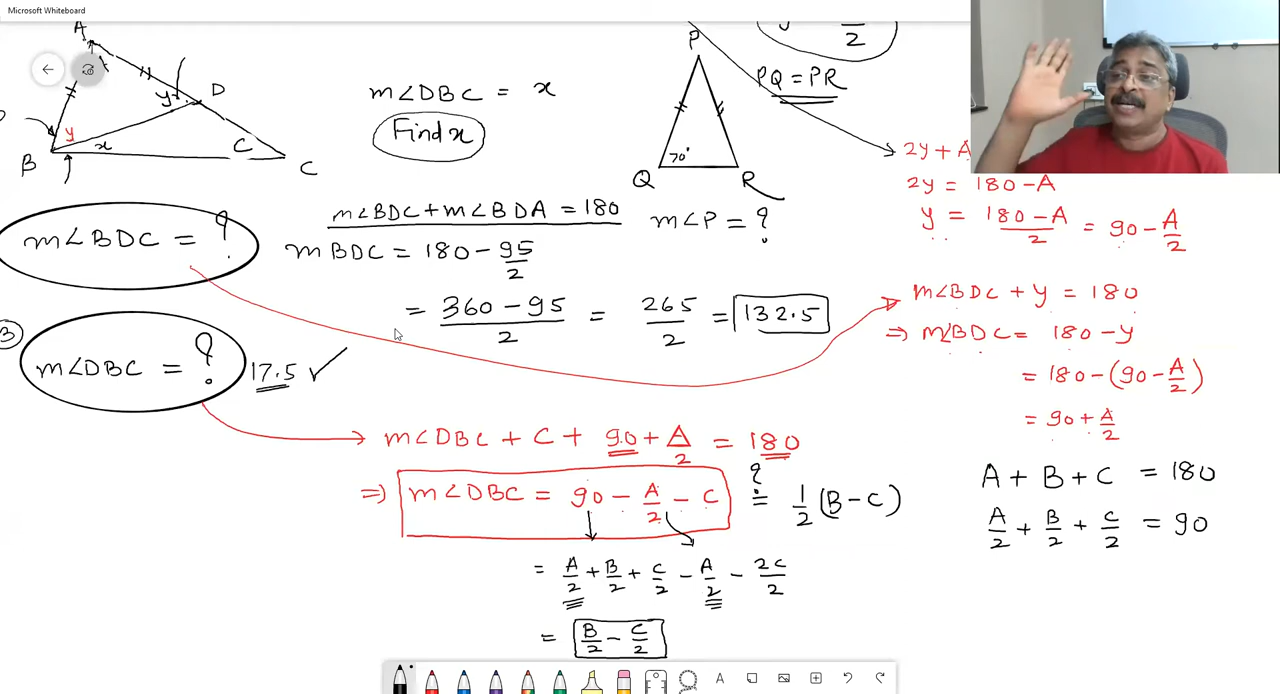 Microsoft Whiteboard
A
D
y
y
x
B
C
C
m∠DBC = x
Find x
P
2
PQ = PR
70°
Q
R
m∠P = ?
2y + A
2y = 180 - A
y = 180 - A / 2 = 90 - A/2
m∠BDC = ?
m∠BDC + m∠BDA = 180
mBDC = 180 - 95/2
= 360 - 95 / 2 = 265/2 = 132.5
m∠BDC + y = 180
⇒ m∠BDC = 180 - y
= 180 - (90 - A/2)
= 90 + A/2
m∠DBC = ? 17.5 ✓
m∠DBC + C + 90 + A/2 = 180
⇒ m∠DBC = 90 - A/2 - C ?= 1/2 (B - C)
= A/2 + B/2 + C/2 - A/2 - 2C/2
= B/2 - C/2
A + B + C = 180
A/2 + B/2 + C/2 = 90
A